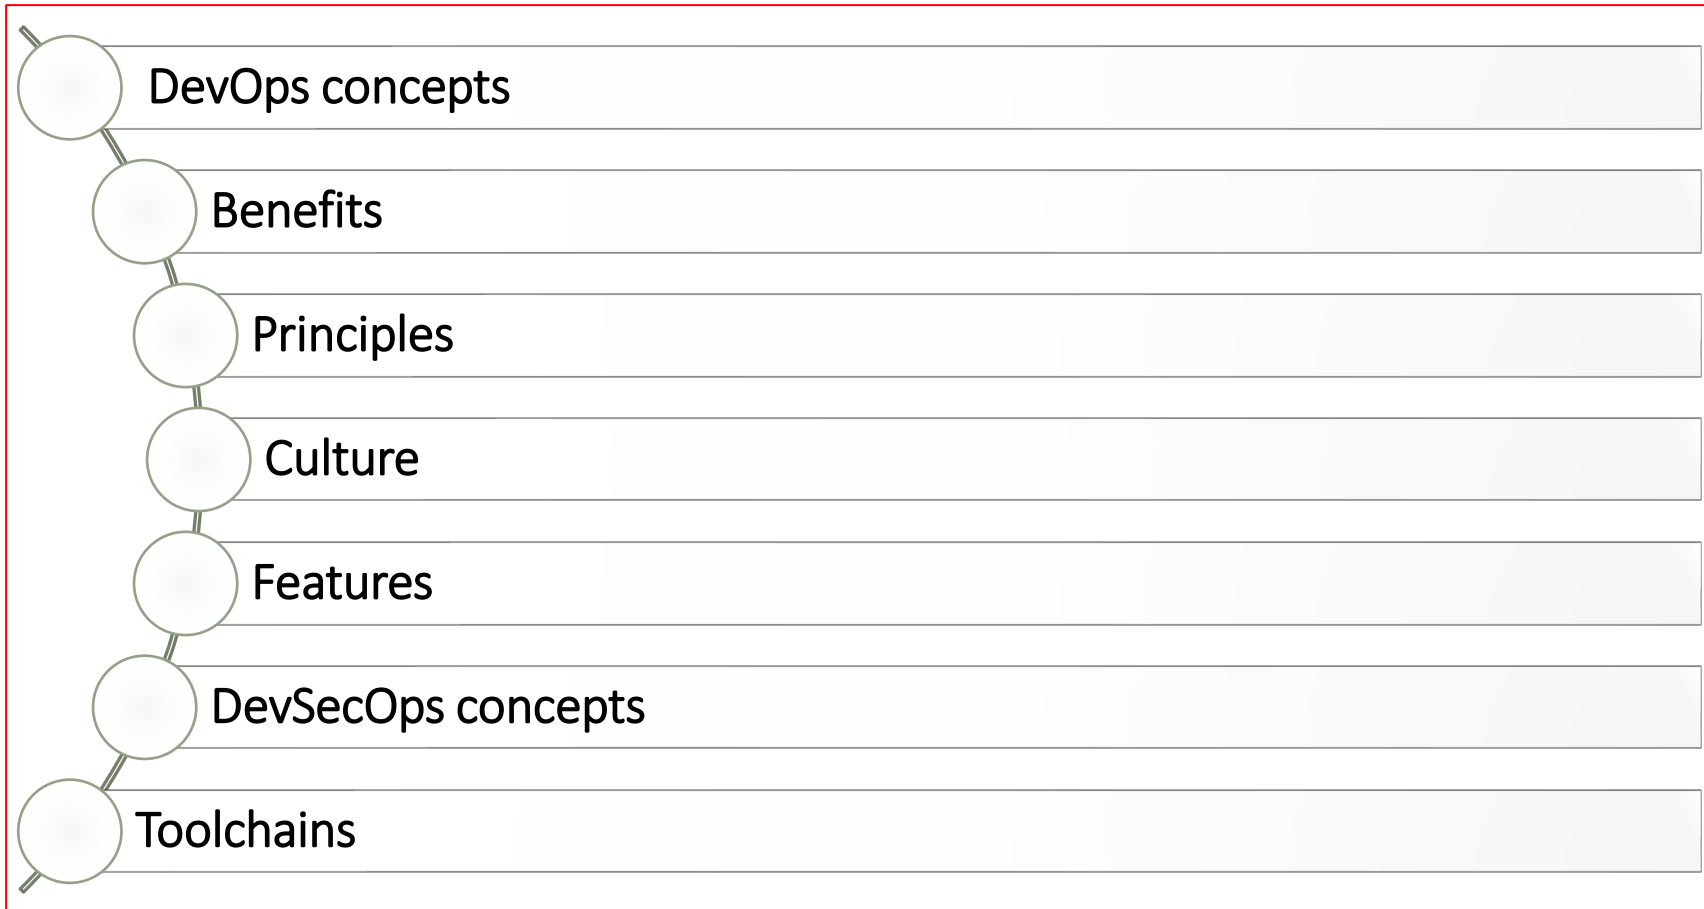 DevOps concepts
Benefits
Principles
Culture
Features
DevSecOps concepts
Toolchains